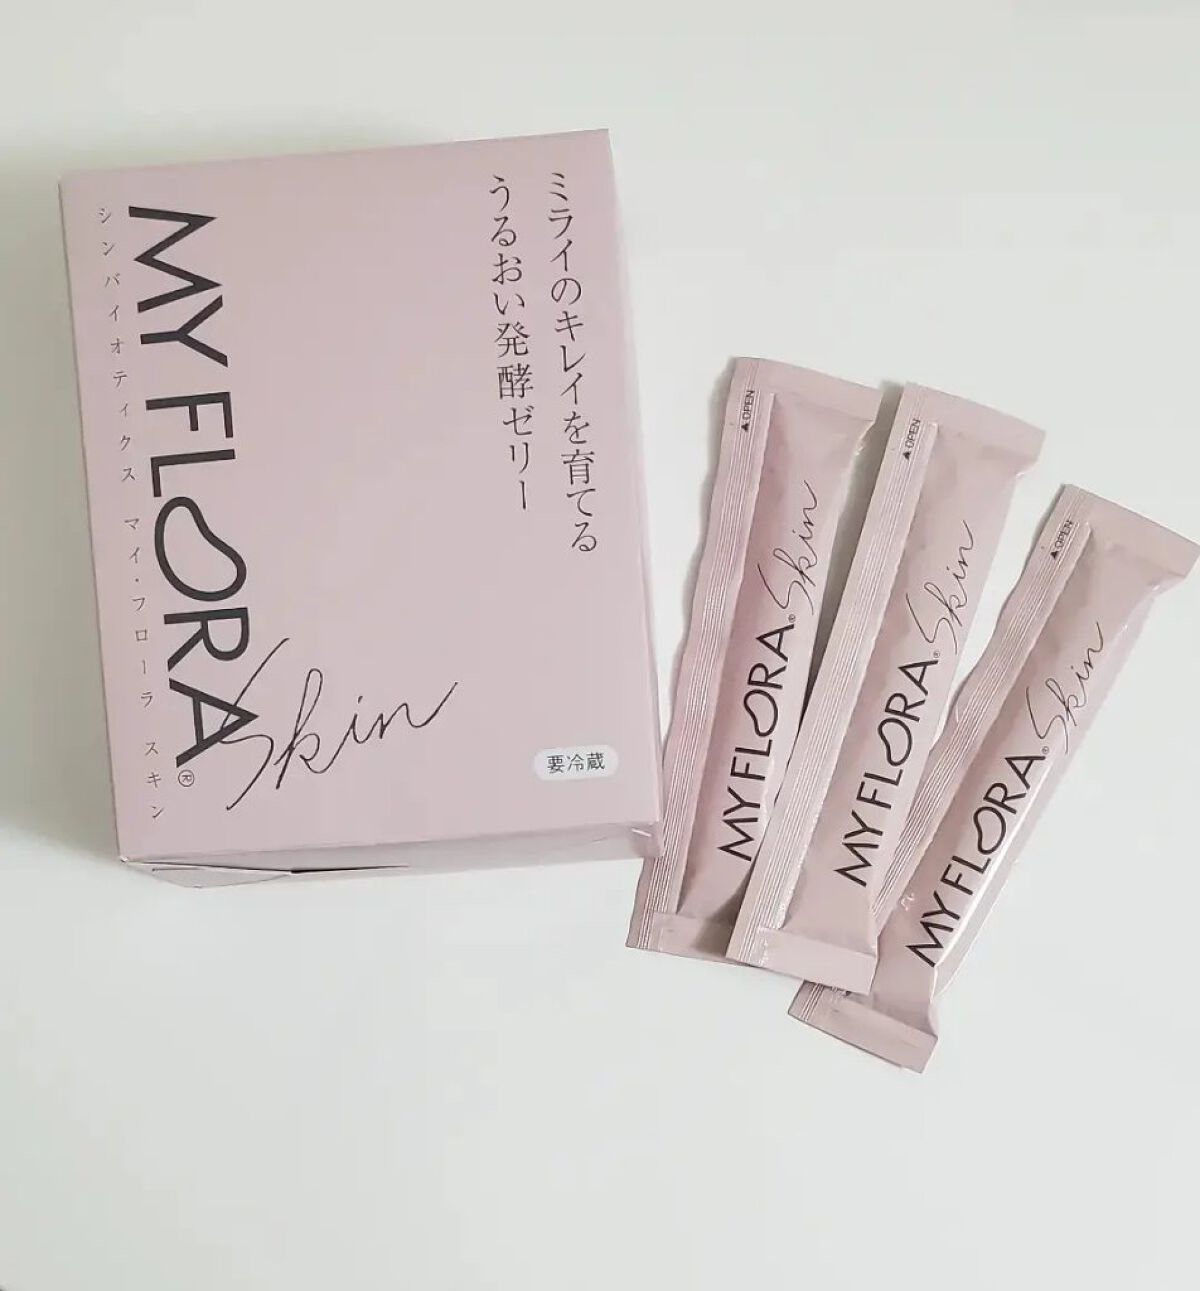 ミライのキレイを育てる
うるおい発酵ゼリー
MY FLORA®
Skin
シンバイオティクス マイ・フローラ スキン
要冷蔵
▲OPEN
MY FLORA® Skin
▲OPEN
MY FLORA® Skin
▲OPEN
MY FLORA® Skin